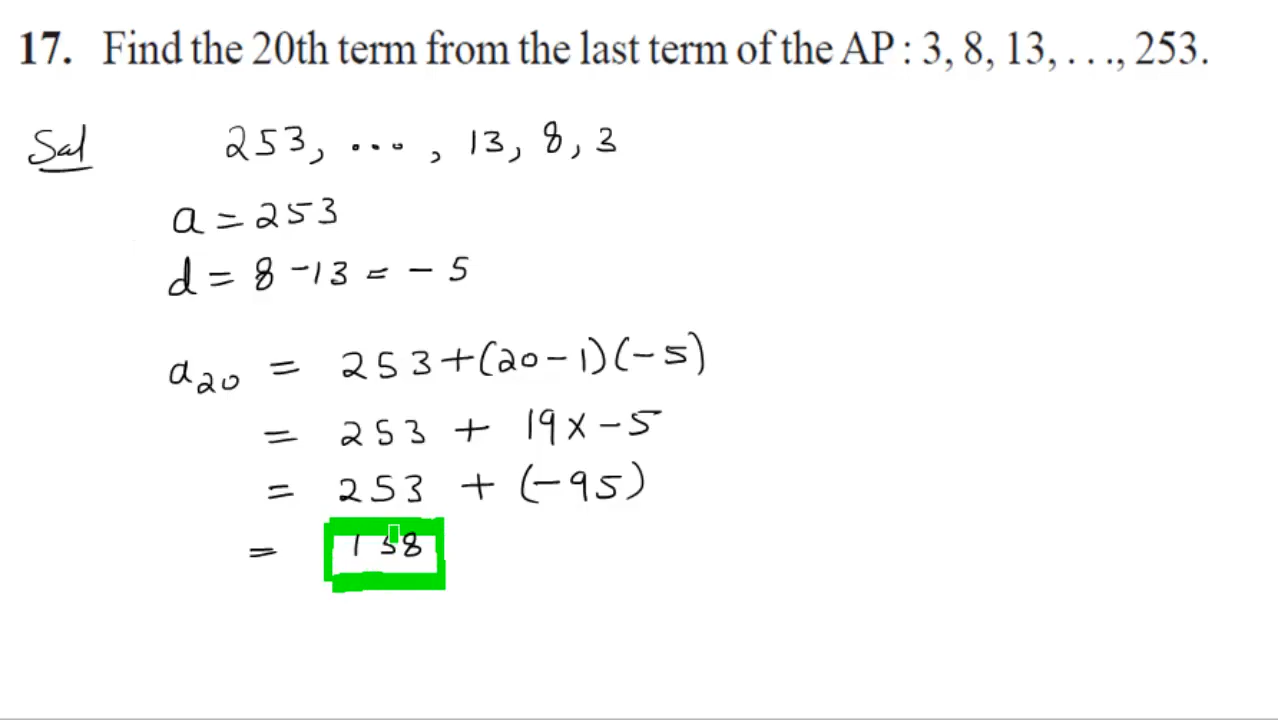 17. Find the 20th term from the last term of the AP : 3, 8, 13, . . ., 253.
Sol 253, ... , 13, 8, 3
a = 253
d = 8 - 13 = - 5
a20 = 253 + (20 - 1)(-5)
= 253 + 19 x - 5
= 253 + (-95)
= 158